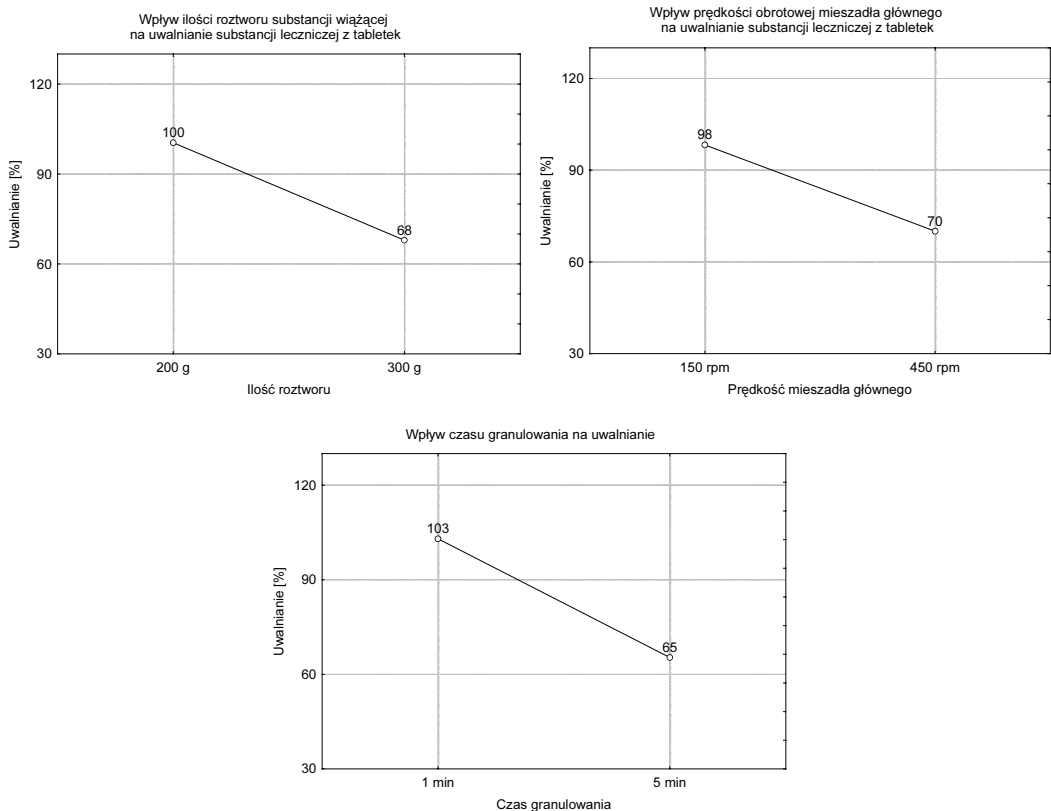 Wpływ ilości roztworu substancji wiążącej
na uwalnianie substancji leczniczej z tabletek
120
100
90
68
60
30
Uwalnianie [%]
200 g
300 g
Ilość roztworu
Wpływ prędkości obrotowej mieszadła głównego
na uwalnianie substancji leczniczej z tabletek
120
98
90
70
60
30
Uwalnianie [%]
150 rpm
450 rpm
Prędkość mieszadła głównego
Wpływ czasu granulowania na uwalnianie
120
103
90
65
60
30
Uwalnianie [%]
1 min
5 min
Czas granulowania